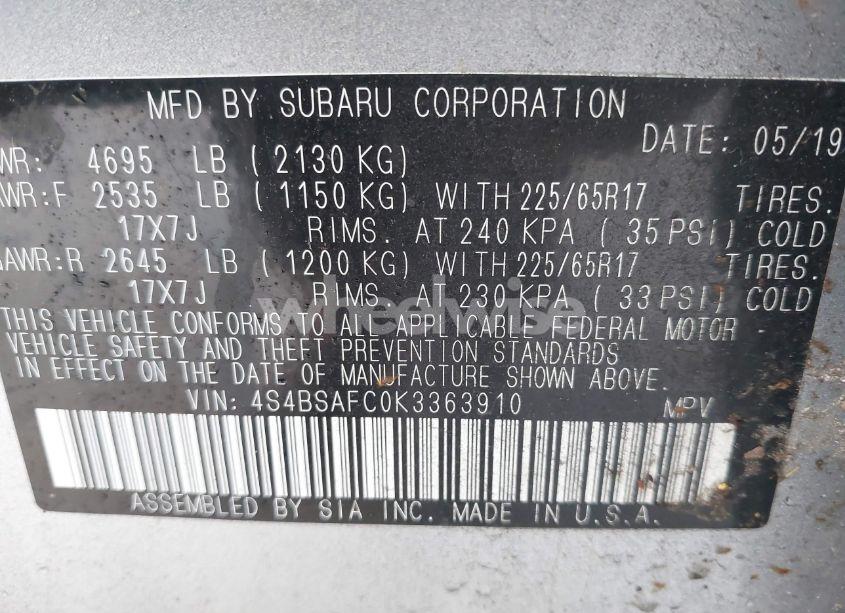 MFD BY SUBARU CORPORATION
DATE: 05/19
WR: 4695 LB ( 2130 KG)
AWR:F 2535 LB ( 1150 KG) WITH 225/65R17 TIRES.
17X7J RIMS. AT 240 KPA ( 35 PSI) COLD
AWR:R 2645 LB ( 1200 KG) WITH 225/65R17 TIRES.
17X7J RIMS. AT 230 KPA ( 33 PSI) COLD
wheelwise
THIS VEHICLE CONFORMS TO ALL APPLICABLE FEDERAL MOTOR
VEHICLE SAFETY AND THEFT PREVENTION STANDARDS
IN EFFECT ON THE DATE OF MANUFACTURE SHOWN ABOVE.
VIN: 4S4BSAFC0K3363910 MPV
ASSEMBLED BY SIA INC. MADE IN U.S.A.